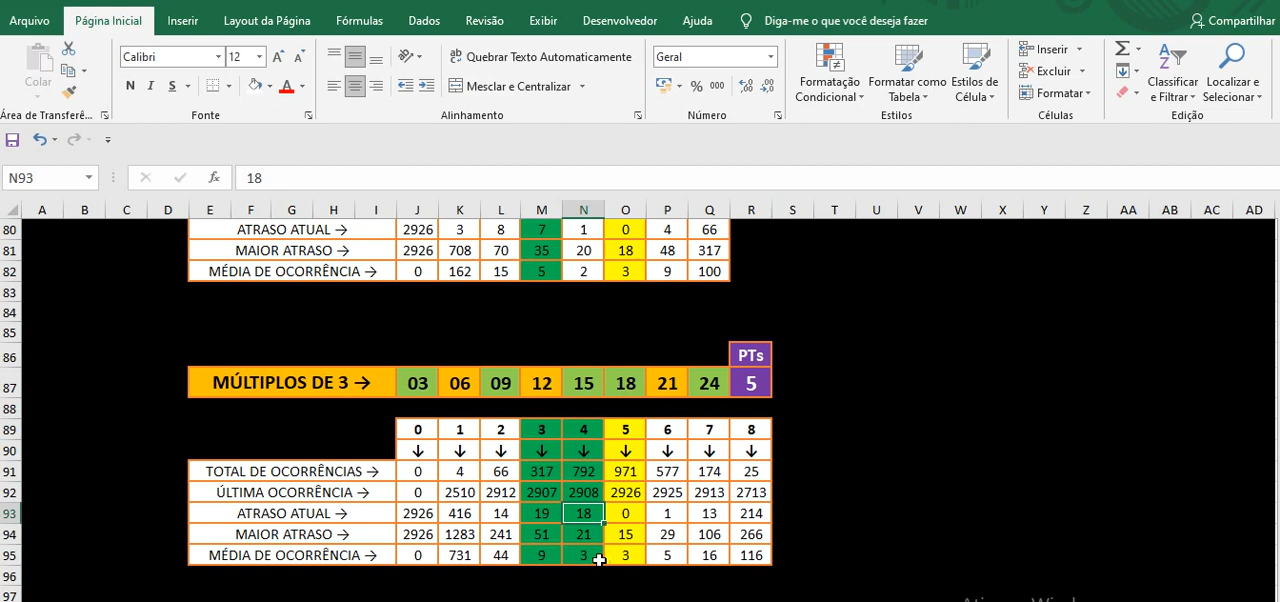 Arquivo Página Inicial Inserir Layout da Página Fórmulas Dados Revisão Exibir Desenvolvedor Ajuda Diga-me o que você deseja fazer Compartilhar
Colar
Calibri 12
N I S A
Área de Transferê... Fonte
Quebrar Texto Automaticamente
Mesclar e Centralizar
Alinhamento
Geral
% 000
Número
Formatação Condicional
Formatar como Tabela
Estilos de Célula
Estilos
Inserir
Excluir
Formatar
Células
Classificar e Filtrar
Localizar e Selecionar
Edição
N93 fx 18
A B C D E F G H I J K L M N O P Q R S T U V W X Y Z AA AB AC AD
80 ATRASO ATUAL → 2926 3 8 7 1 0 4 66
81 MAIOR ATRASO → 2926 708 70 35 20 18 48 317
82 MÉDIA DE OCORRÊNCIA → 0 162 15 5 2 3 9 100
83
84
85
86 PTs
87 MÚLTIPLOS DE 3 → 03 06 09 12 15 18 21 24 5
88
89 0 1 2 3 4 5 6 7 8
90 ↓ ↓ ↓ ↓ ↓ ↓ ↓ ↓ ↓
91 TOTAL DE OCORRÊNCIAS → 0 4 66 317 792 971 577 174 25
92 ÚLTIMA OCORRÊNCIA → 0 2510 2912 2907 2908 2926 2925 2913 2713
93 ATRASO ATUAL → 2926 416 14 19 18 0 1 13 214
94 MAIOR ATRASO → 2926 1283 241 51 21 15 29 106 266
95 MÉDIA DE OCORRÊNCIA → 0 731 44 9 3 3 5 16 116
96
97